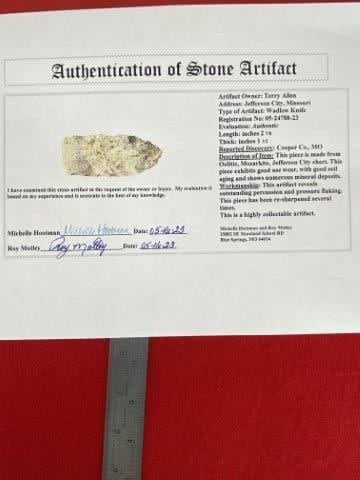 Authentication of Stone Artifact
Artifact Owner: Terry Allen
Address: Jefferson City, Missouri
Type of Artifact: Wadlow Knife
Registration No: 05-24788-23
Evaluation: Authentic
Length: inches 2 7/8
Thick: inches 1 1/2
Reported Discovery: Cooper Co., MO
Description of Item: This piece is made from
Oolitic, Mozarkite, Jefferson City chert. This
piece exhibits good use wear, with good soil
aging and shows numerous mineral deposits.
Workmanship: This artifact reveals
outstanding percussion and pressure flaking.
This piece has been re-sharpened several
times.
This is a highly collectable artifact.
Michelle Hootman and Roy Motley
Blue Springs, MO 64014
I have examined this stone artifact at the request of the owner or buyer. My evaluation is
based on my experiences and is accurate to the best of my knowledge.
Michelle Hootman Michelle Hootman Date: 05-16-23
Roy Motley Roy Motley Date: 05-16-23